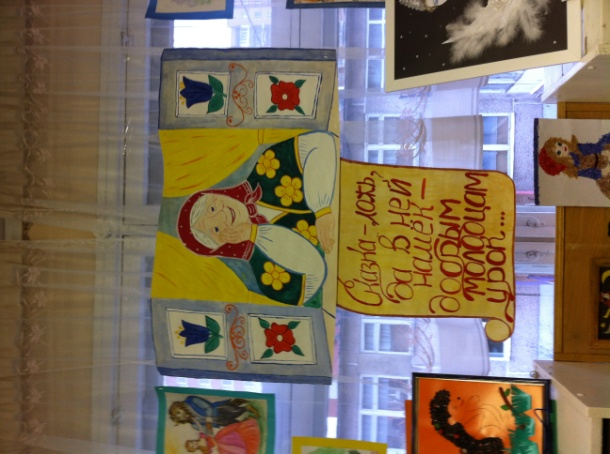 Сказка - ложь,
да в ней
намёк -
добрым
молодцам
урок...